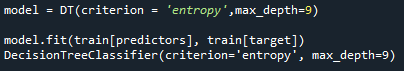 model = DT(criterion = 'entropy',max_depth=9)
model.fit(train[predictors], train[target])
DecisionTreeClassifier(criterion='entropy', max_depth=9)